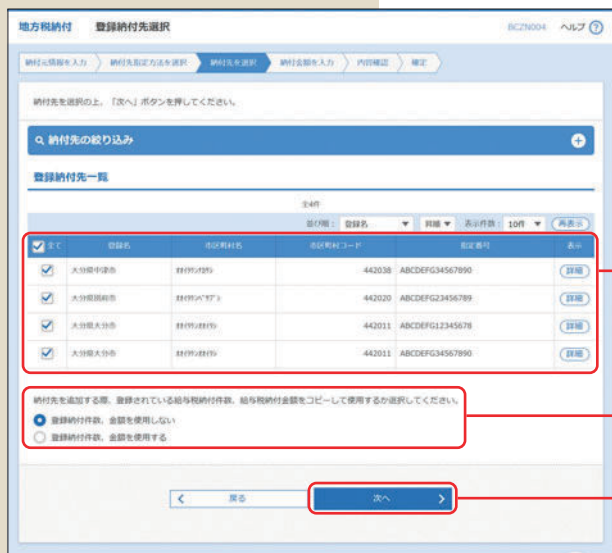 地方税納付 登録納付先選択 BCZN004 ヘルプ ?
納付元情報を入力 納付先指定方法を選択 納付先を選択 納付金額を入力 内容確認 確定
納付先を選択の上、「次へ」ボタンを押してください。
納付先の絞り込み
登録納付先一覧
全4件
並び順： 登録名 昇順 表示件数： 10件 再表示
全て 登録名 市区町村名 市区町村コード 指定番号 表示
大分県中津市 442038 ABCDEFG34567890 詳細
大分県別府市 442020 ABCDEFG23456789 詳細
大分県大分市 442011 ABCDEFG12345678 詳細
大分県大分市 442011 ABCDEFG34567890 詳細
納付先を追加する際、登録されている給与税納付件数、給与税納付金額をコピーして使用するか選択してください。
登録納付件数、金額を使用しない
登録納付件数、金額を使用する
戻る 次へ